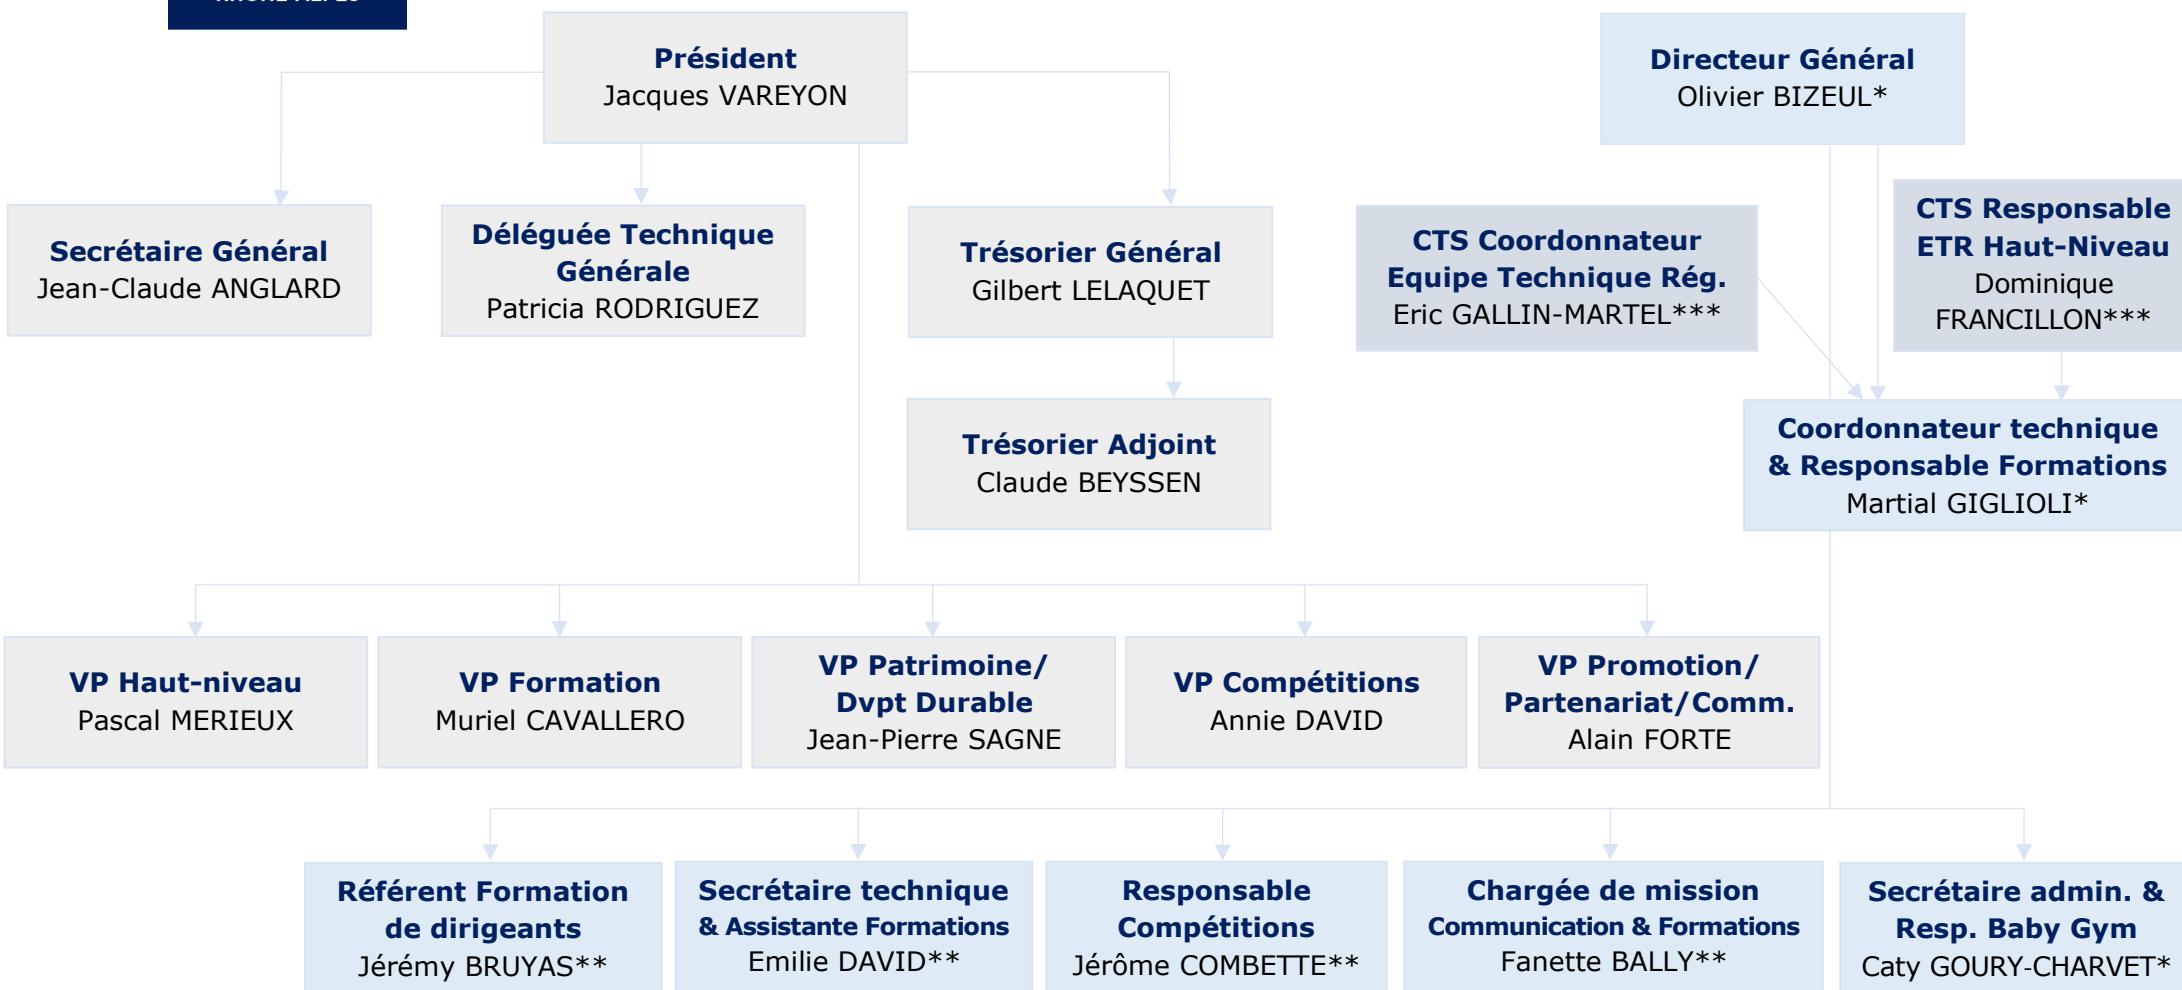 Président
Jacques VAREYON
Directeur Général
Olivier BIZEUL*
Secrétaire Général
Jean-Claude ANGLARD
Déléguée Technique
Générale
Patricia RODRIGUEZ
Trésorier Général
Gilbert LELAQUET
CTS Coordonnateur
Equipe Technique Rég.
Eric GALLIN-MARTEL***
CTS Responsable
ETR Haut-Niveau
Dominique
FRANCILLON***
Trésorier Adjoint
Claude BEYSSEN
Coordonnateur technique
& Responsable Formations
Martial GIGLIOLI*
VP Haut-niveau
Pascal MERIEUX
VP Formation
Muriel CAVALLERO
VP Patrimoine/
Dvpt Durable
Jean-Pierre SAGNE
VP Compétitions
Annie DAVID
VP Promotion/
Partenariat/Comm.
Alain FORTE
Référent Formation
de dirigeants
Jérémy BRUYAS**
Secrétaire technique
& Assistante Formations
Emilie DAVID**
Responsable
Compétitions
Jérôme COMBETTE**
Chargée de mission
Communication & Formations
Fanette BALLY**
Secrétaire admin. &
Resp. Baby Gym
Caty GOURY-CHARVET*